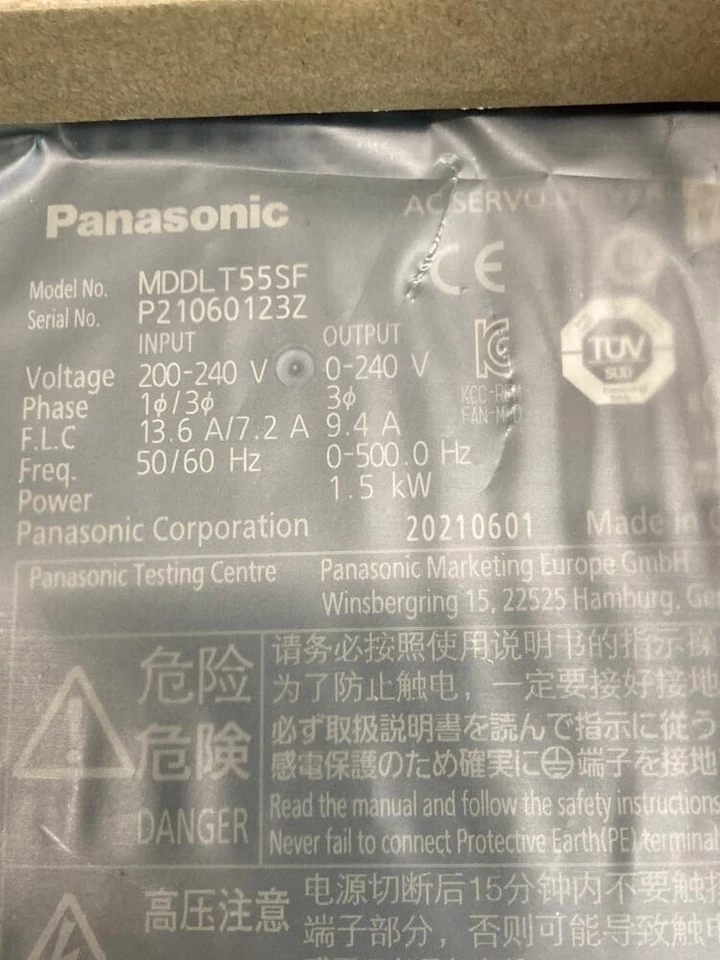 Panasonic
AC SERVO
Model No. MDDLT55SF
Serial No. P21060123Z
INPUT OUTPUT
Voltage 200-240 V 0-240 V
Phase 1ϕ/3ϕ 3ϕ
F.L.C 13.6 A/7.2 A 9.4 A
Freq. 50/60 Hz 0-500.0 Hz
Power 1.5 kW
CE
TÜV
SÜD
Panasonic Corporation 20210601 Made in
Panasonic Testing Centre Panasonic Marketing Europe GmbH
Winsbergring 15, 22525 Hamburg, Ge
危险 请务必按照使用说明书的指示操
为了防止触电，一定要接好接地
危険 必ず取扱説明書を読んで指示に従う
感電保護のため確実に端子を接地
DANGER Read the manual and follow the safety instructions
Never fail to connect Protective Earth(PE) terminal
高压注意 电源切断后15分钟内不要触摸
端子部分，否则可能导致触电